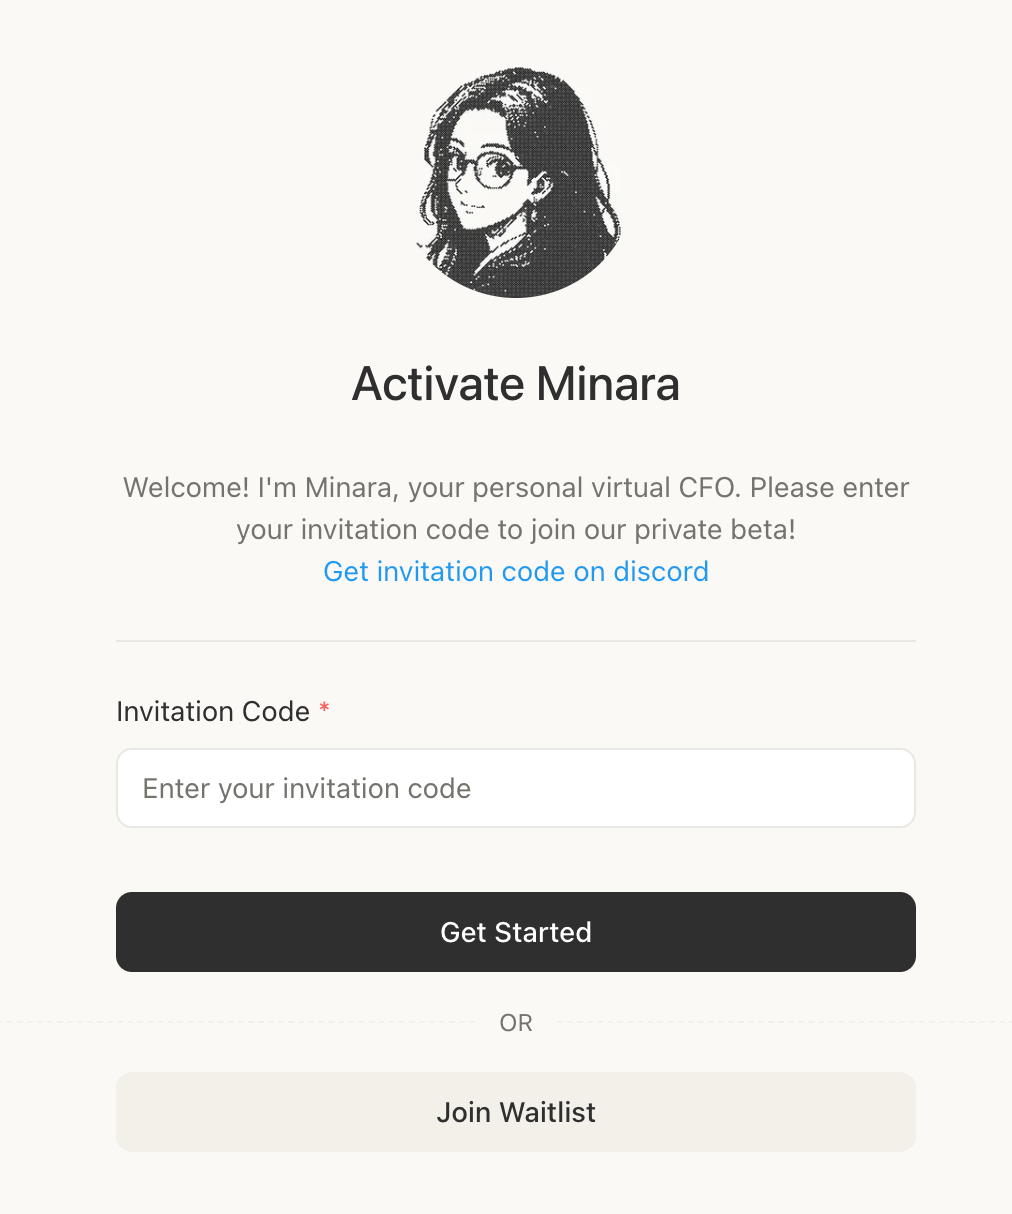 Activate Minara
Welcome! I'm Minara, your personal virtual CFO. Please enter
your invitation code to join our private beta!
Get invitation code on discord
Invitation Code *
Enter your invitation code
Get Started
OR
Join Waitlist